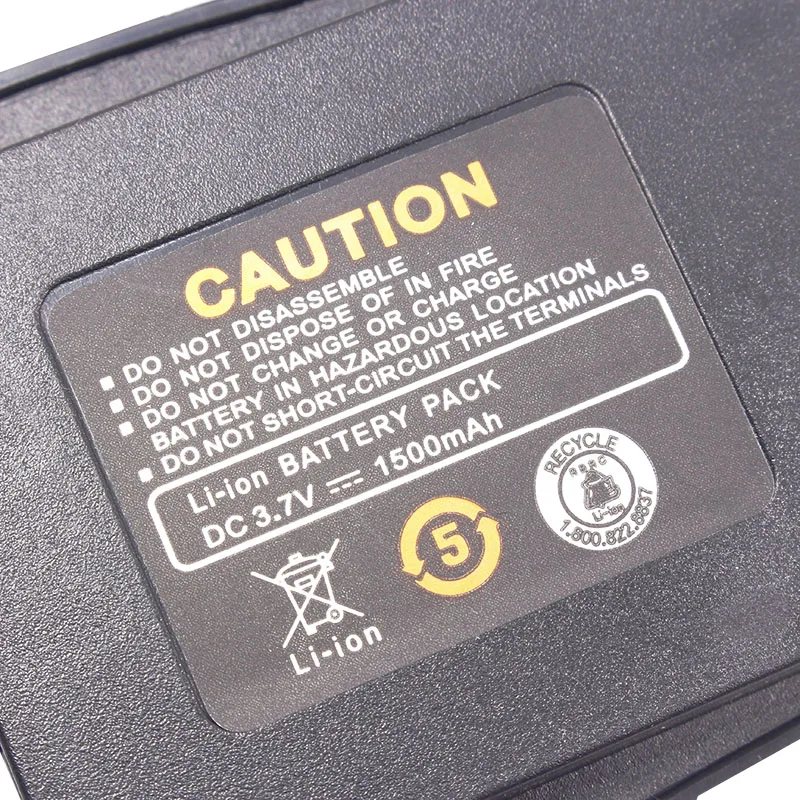 CAUTION
DO NOT DISASSEMBLE
DO NOT DISPOSE OF IN FIRE
DO NOT CHANGE OR CHARGE
BATTERY IN HAZARDOUS LOCATION
DO NOT SHORT-CIRCUIT THE TERMINALS
Li-ion BATTERY PACK
DC 3.7V ⎓ 1500mAh
Li-ion
5
RECYCLE
RBRC
Li-ion
1.800.822.8837